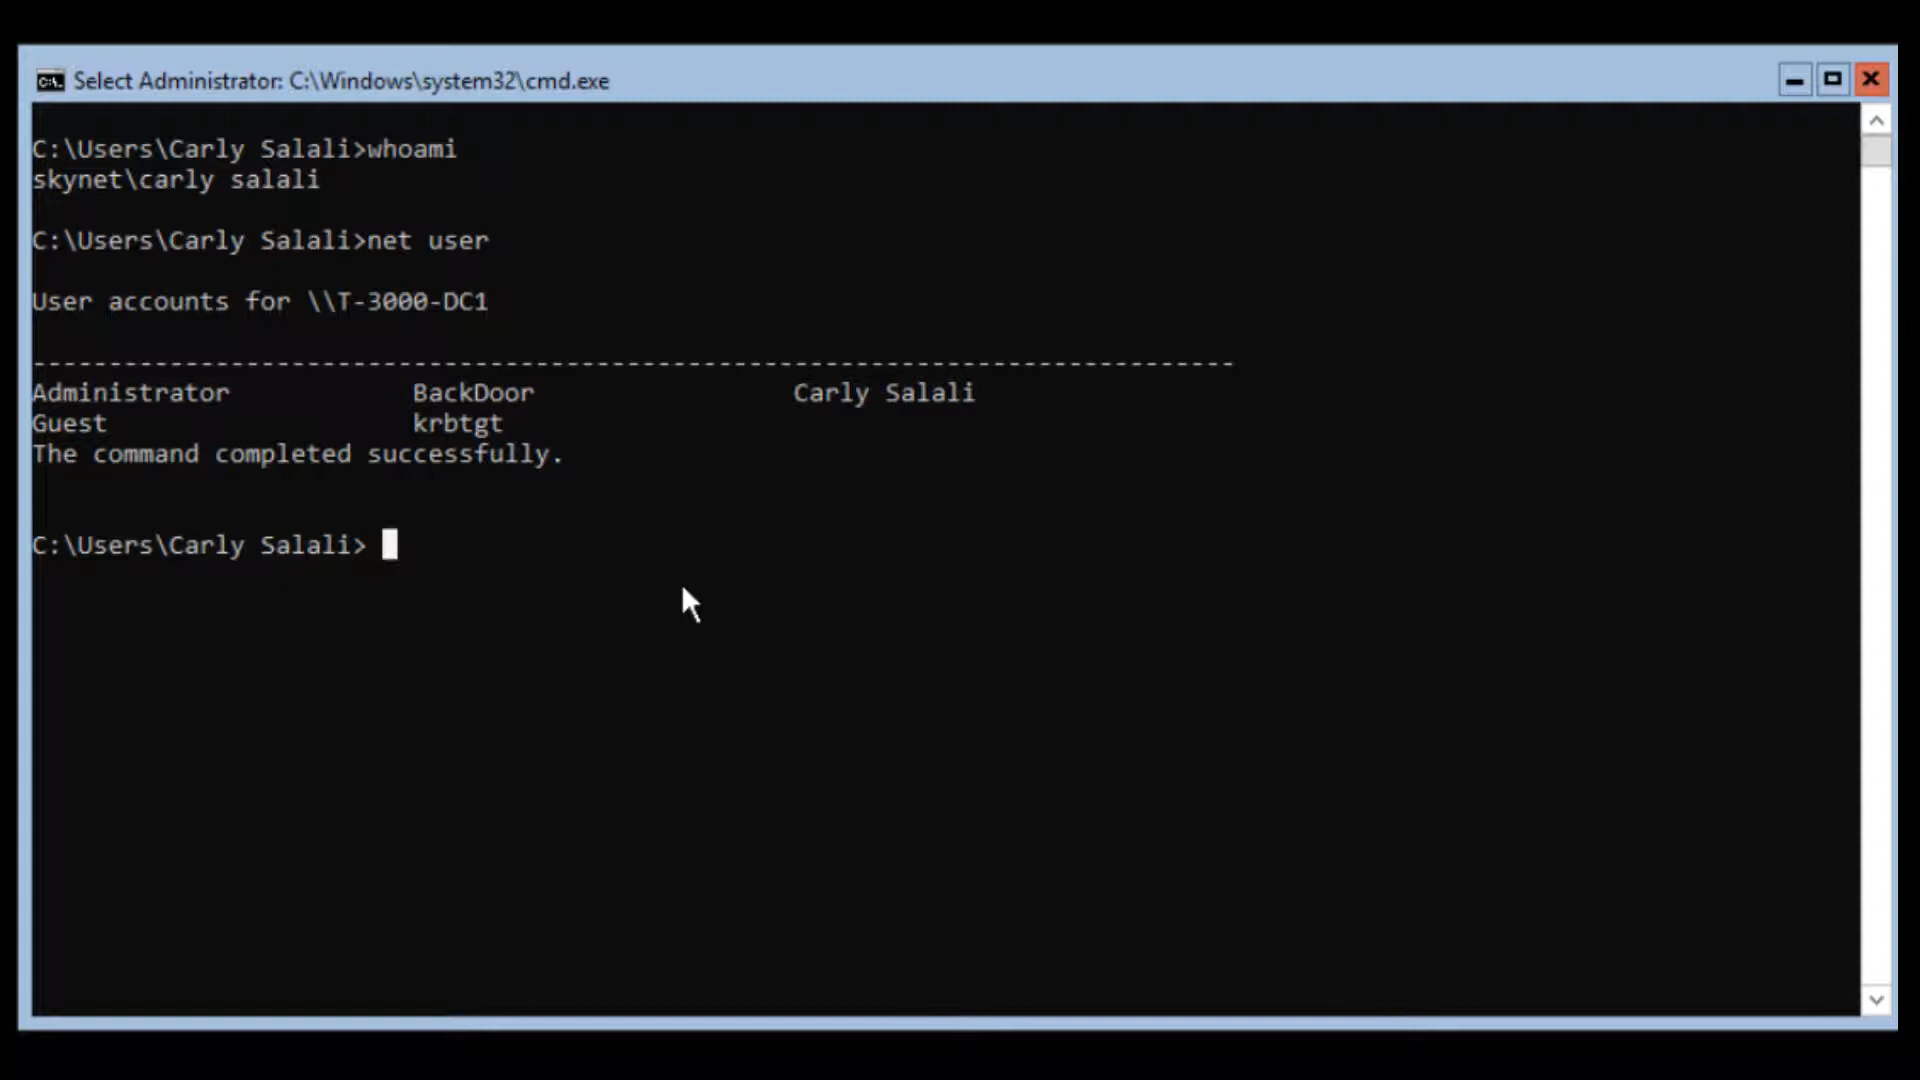 Select Administrator: C:\Windows\system32\cmd.exe
C:\Users\Carly Salali>whoami
skynet\carly salali
C:\Users\Carly Salali>net user
User accounts for \\T-3000-DC1
-------------------------------------------------------------------------------
Administrator            BackDoor                 Carly Salali
Guest                    krbtgt
The command completed successfully.
C:\Users\Carly Salali>